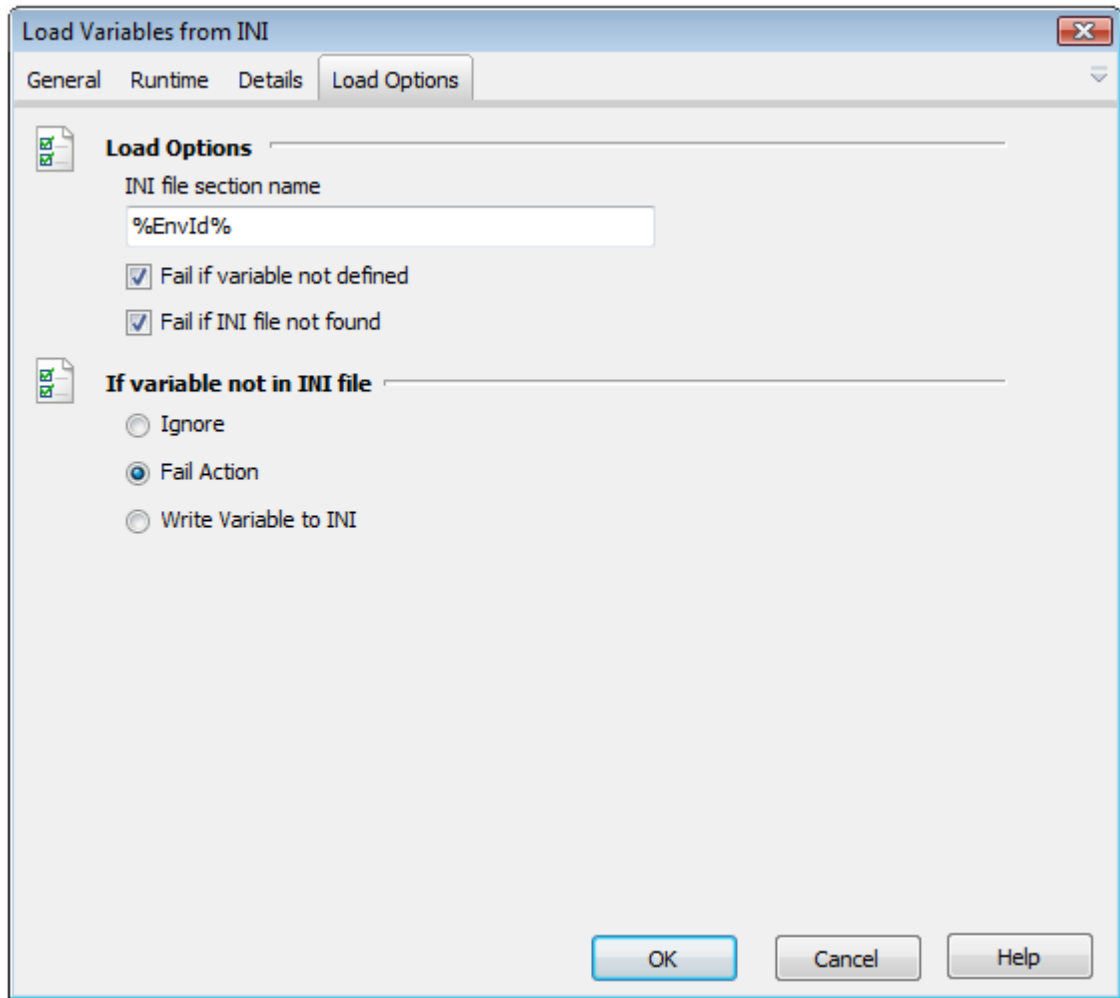 Load Variables from INI
General Runtime Details Load Options
Load Options
INI file section name
%EnvId%
Fail if variable not defined
Fail if INI file not found
If variable not in INI file
Ignore
Fail Action
Write Variable to INI
OK Cancel Help